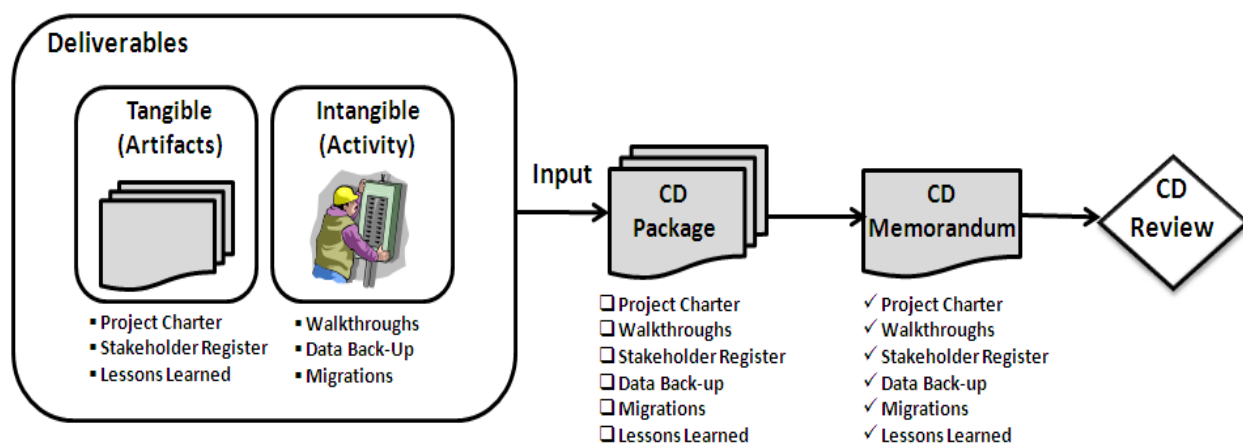 Deliverables
Tangible
(Artifacts)
▪ Project Charter
▪ Stakeholder Register
▪ Lessons Learned
Intangible
(Activity)
▪ Walkthroughs
▪ Data Back-Up
▪ Migrations
Input
CD
Package
❑ Project Charter
❑ Walkthroughs
❑ Stakeholder Register
❑ Data Back-up
❑ Migrations
❑ Lessons Learned
CD
Memorandum
✓ Project Charter
✓ Walkthroughs
✓ Stakeholder Register
✓ Data Back-up
✓ Migrations
✓ Lessons Learned
CD
Review